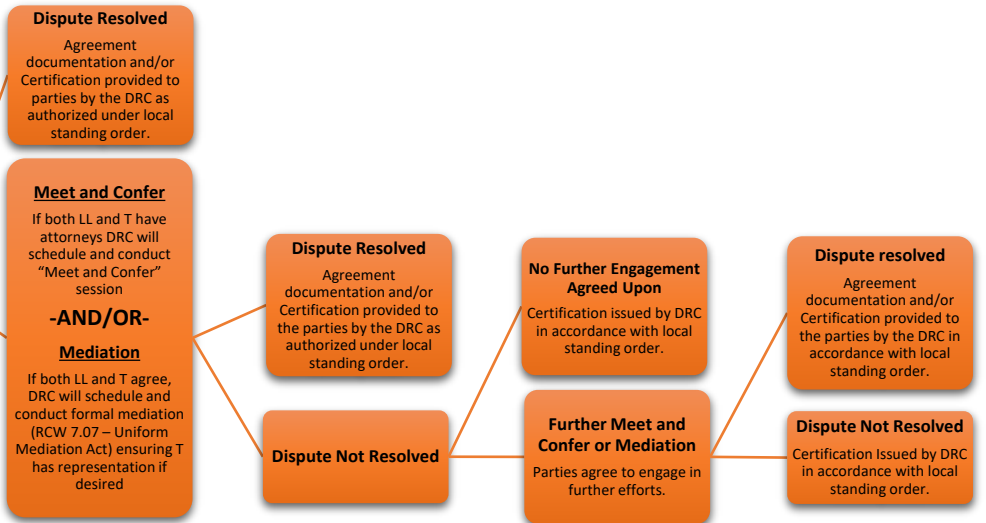 Dispute Resolved
Agreement
documentation and/or
Certification provided to
parties by the DRC as
authorized under local
standing order.
Meet and Confer
If both LL and T have
attorneys DRC will
schedule and conduct
“Meet and Confer”
session
-AND/OR-
Mediation
If both LL and T agree,
DRC will schedule and
conduct formal mediation
(RCW 7.07 – Uniform
Mediation Act) ensuring T
has representation if
desired
Dispute Resolved
Agreement
documentation and/or
Certification provided to
the parties by the DRC as
authorized under local
standing order.
Dispute Not Resolved
No Further Engagement
Agreed Upon
Certification issued by DRC
in accordance with local
standing order.
Further Meet and
Confer or Mediation
Parties agree to engage in
further efforts.
Dispute resolved
Agreement
documentation and/or
Certification provided to
the parties by the DRC in
accordance with local
standing order.
Dispute Not Resolved
Certification Issued by DRC
in accordance with local
standing order.